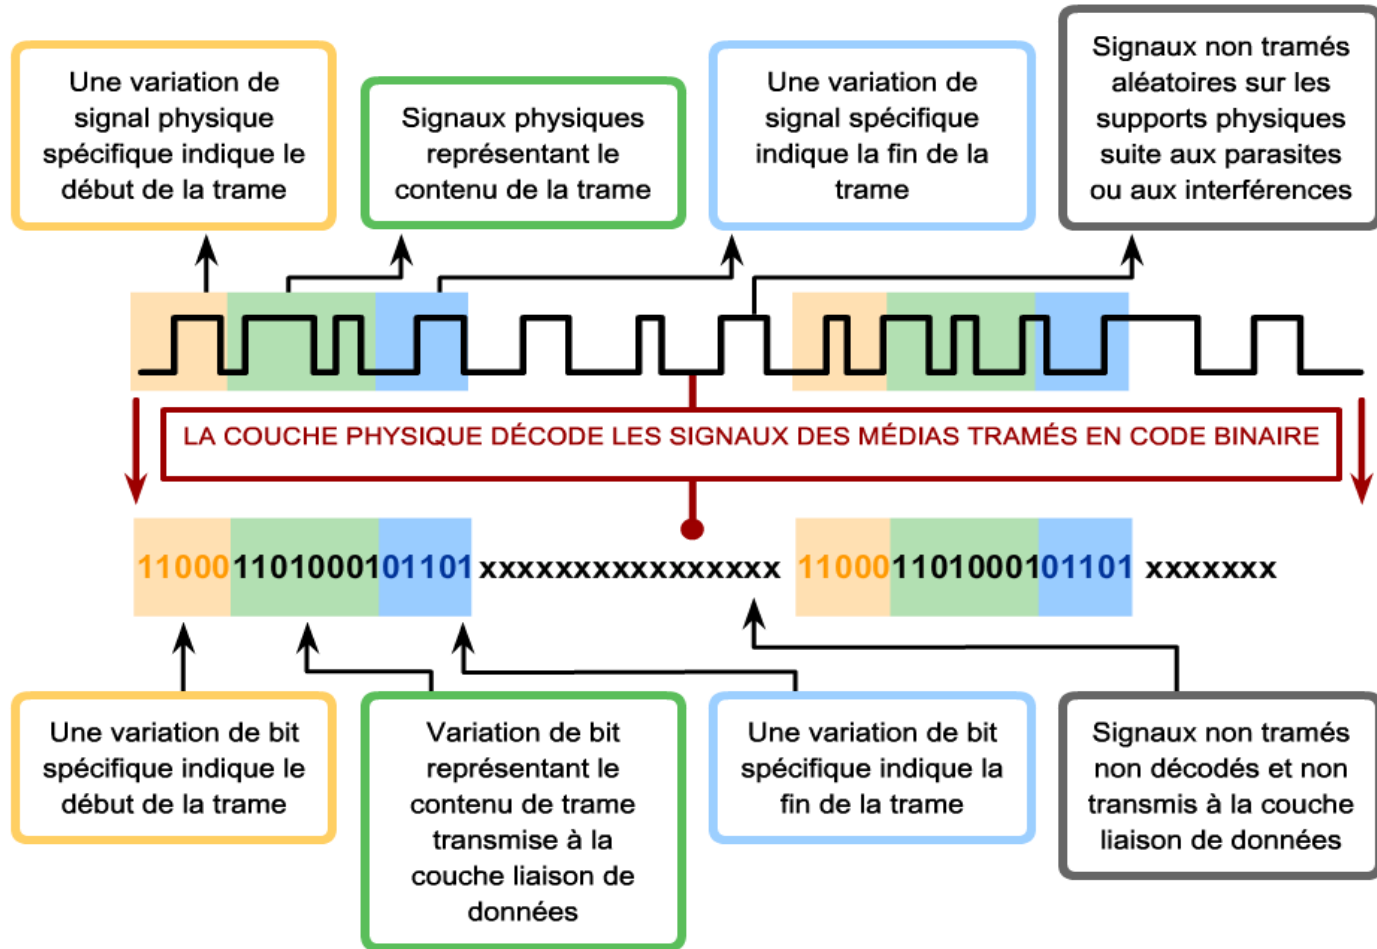 Une variation de
signal physique
spécifique indique le
début de la trame
Signaux physiques
représentant le
contenu de la trame
Une variation de
signal spécifique
indique la fin de la
trame
Signaux non tramés
aléatoires sur les
supports physiques
suite aux parasites
ou aux interférences
LA COUCHE PHYSIQUE DÉCODE LES SIGNAUX DES MÉDIAS TRAMÉS EN CODE BINAIRE
110001101000101101 xxxxxxxxxxxxxxxx 110001101000101101 xxxxxxx
Une variation de bit
spécifique indique le
début de la trame
Variation de bit
représentant le
contenu de trame
transmise à la
couche liaison de
données
Une variation de bit
spécifique indique la
fin de la trame
Signaux non tramés
non décodés et non
transmis à la couche
liaison de données